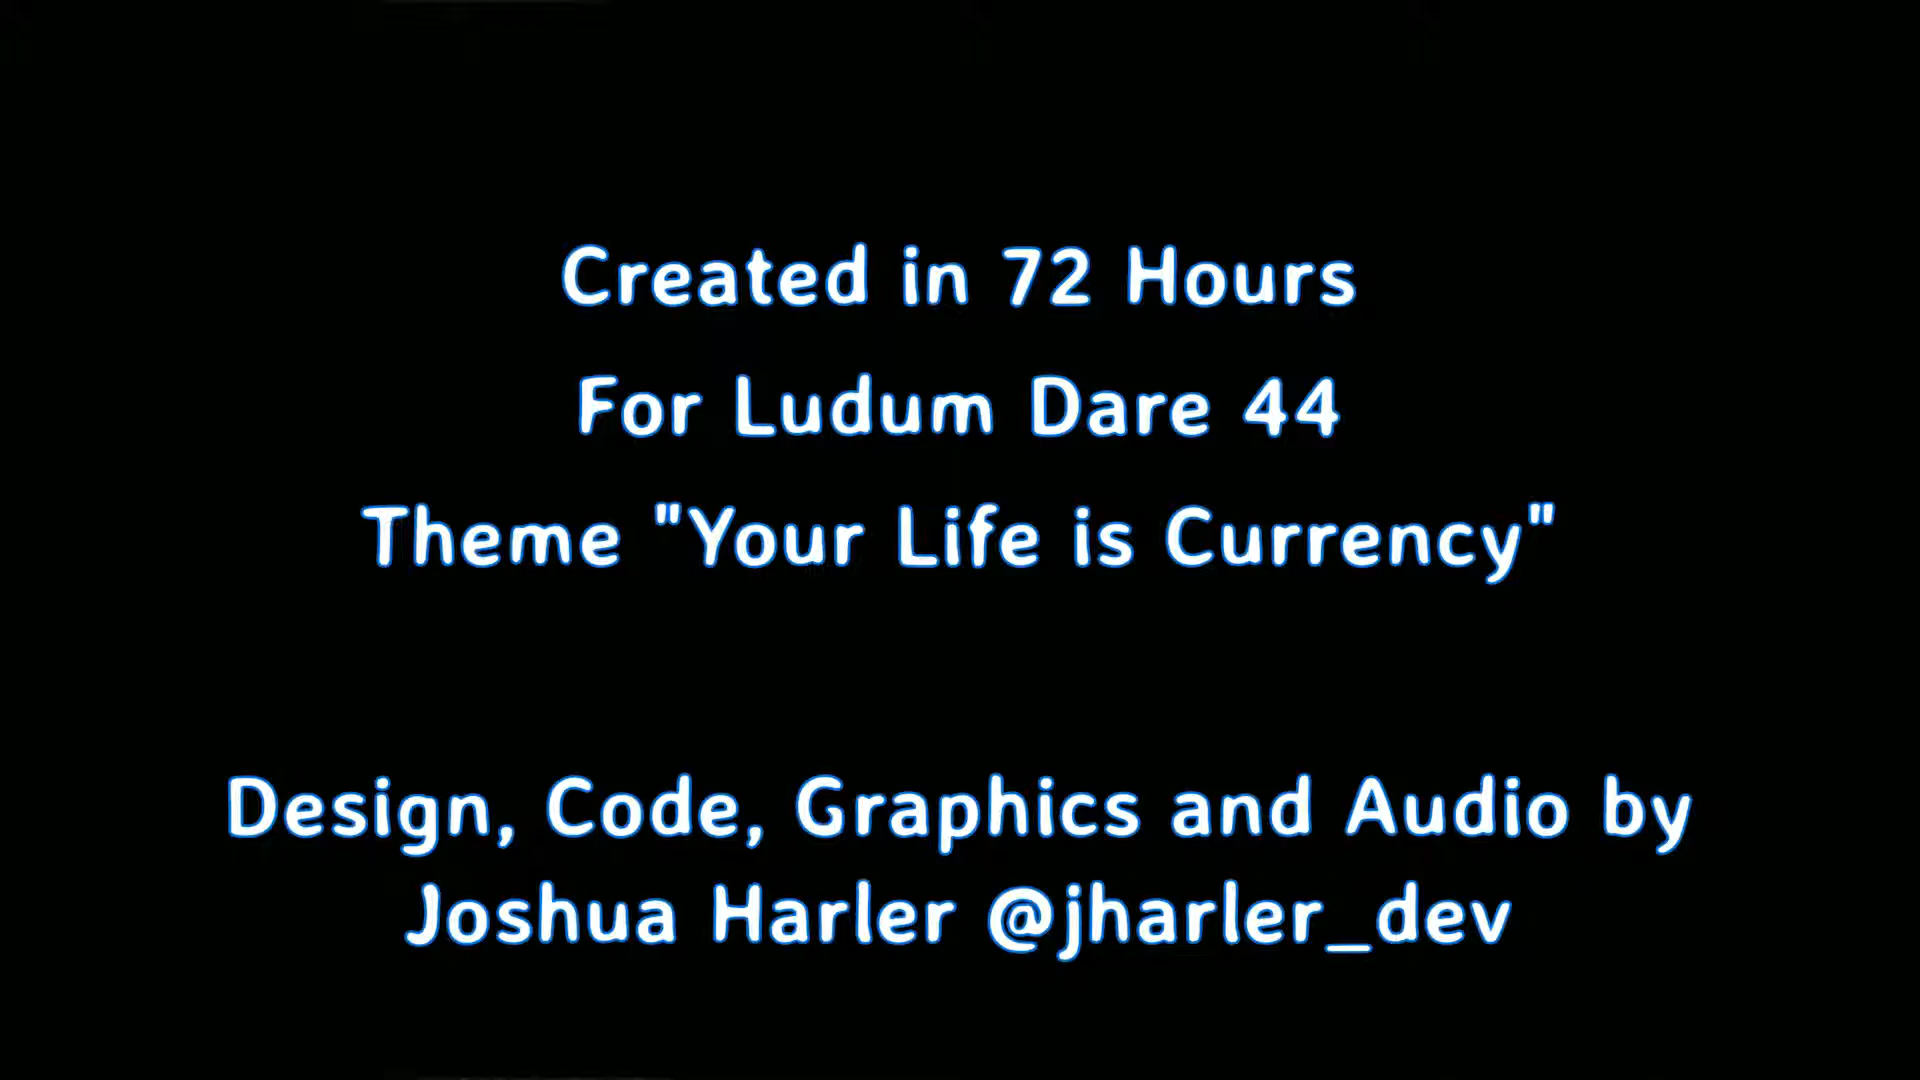 Created in 72 Hours
For Ludum Dare 44
Theme "Your Life is Currency"
Design, Code, Graphics and Audio by
Joshua Harler @jharler_dev